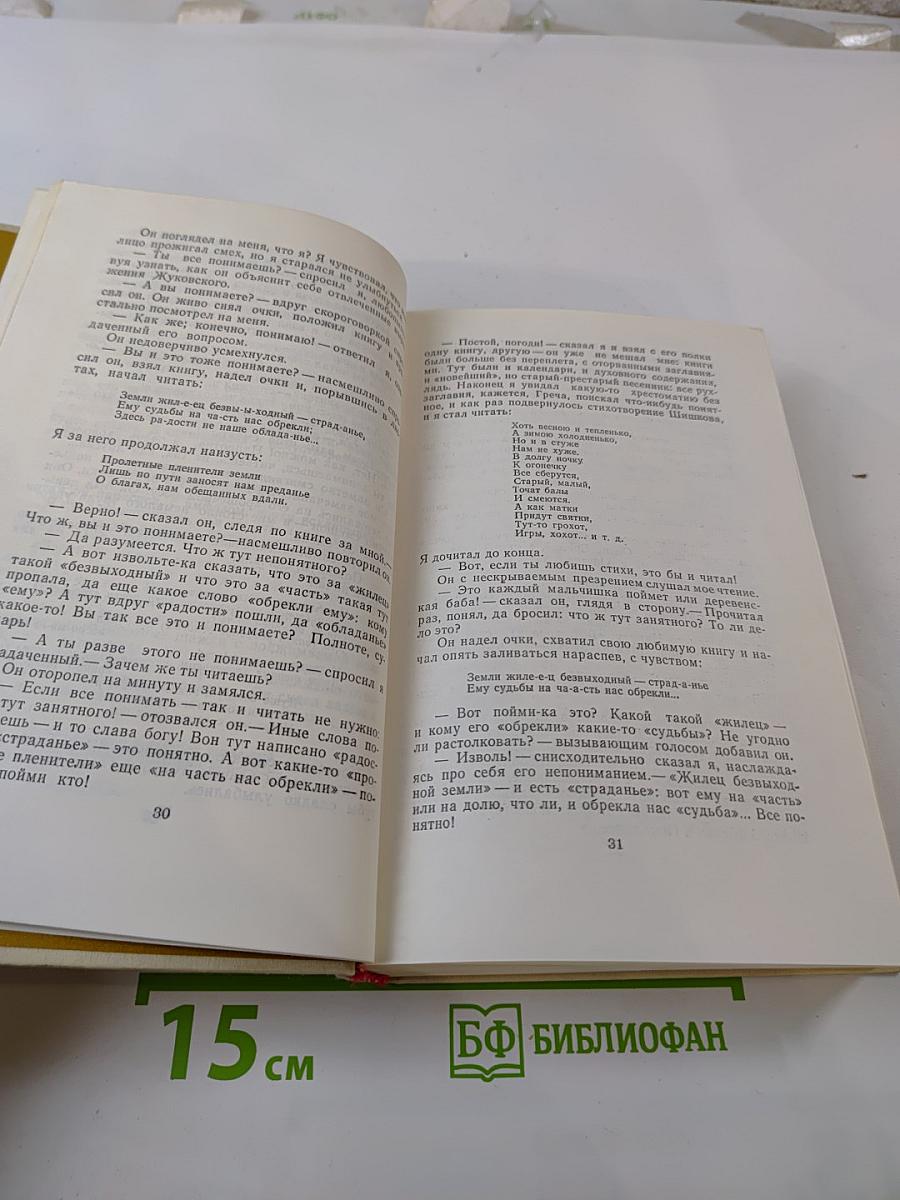 Он поглядел на меня, что я? Я чувствовал, что
лицо прожигал смех, но я старался не улыбнуться.
— Ты все понимаешь? — спросил я,
вуя узнать, как он объяснит себе отвлеченные
жения Жуковского.
— А вы понимаете? — вдруг скороговоркой
сил он. Он живо снял очки, положил книгу и
стально посмотрел на меня.
— Как же; конечно, понимаю! — ответил я,
даченный его вопросом.
Он недоверчиво усмехнулся.
— Вы и это тоже понимаете? — насмешливо спро-
сил он, взял книгу, надел очки и, порывшись в
тах, начал читать:
Земли жил-е-ец безвы-ы-ходный — страд-анье,
Ему судьбы на ча-сть нас обрекли;
Здесь ра-дости не наше облада-нье...
Я за него продолжал наизусть:
Пролетные пленители земли
Лишь по пути заносят нам преданье
О благах, нам обещанных вдали.
— Верно! — сказал он, следя по книге за мной.—
Что ж, вы и это понимаете?—насмешливо повторил он.
— Да разумеется. Что ж тут непонятного?
— А вот извольте-ка сказать, что это за «жилец»
такой «безвыходный» и что это за «часть» такая тут
пропала, да еще какое слово «обрекли ему»: кому
«ему»? А тут вдруг «радости» пошли, да «обладанье»
какое-то! Вы так все это и понимаете? Полноте, су-
арь!
— А ты разве этого не понимаешь? — спросил я
адаченный.— Зачем же ты читаешь?
Он оторопел на минуту и замялся.
— Если все понимать — так и читать не нужно:
тут занятного! — отозвался он.— Иные слова по-
ешь — и то слава богу! Вон тут написано «радос-
«страданье» — это понятно. А вот какие-то «про-
е пленители» еще «на часть нас обрекли» — по-
пойми кто!
30
— Постой, погоди! — сказал я и взял с его полки
одну книгу, другую — он уже не мешал мне: книги
были больше без переплета, с оторванными заглавия-
ми. Тут были и календари, и духовного содержания,
и «новейший», но старый-престарый весенник: все рух-
лядь. Наконец я увидал какую-то хрестоматию без
заглавия, кажется, Греча, поискал что-нибудь понят-
ное, и как раз подвернулось стихотворение Шишкова,
и я стал читать:
Хоть весною и тепленько,
А зимою холодненько,
Но и в стуже
Нам не хуже.
В долгу ночку
К огонечку
Все сберутся,
Старый, малый,
Точат балы
И смеются.
А как матки
Придут святки,
Тут-то грохот,
Игры, хохот... и т. д.
Я дочитал до конца.
— Вот, если ты любишь стихи, это бы и читал!
Он с нескрываемым презрением слушал мое чтение.
— Это каждый мальчишка поймет или деревенс-
кая баба! — сказал он, глядя в сторону.— Прочитал
раз, понял, да бросил: что ж тут занятного? То ли де-
ло это?
Он надел очки, схватил свою любимую книгу и на-
чал опять заливаться нараспев, с чувством:
Земли жиле-е-ц безвыходный — страд-а-нье
Ему судьбы на ча-а-сть нас обрекли...
— Вот пойми-ка это? Какой такой «жилец» —
и кому его «обрекли» какие-то «судьбы»? Не угодно
ли растолковать? — вызывающим голосом добавил он.
— Изволь! — снисходительно сказал я, наслажда-
ясь про себя его непониманием.— «Жилец безвыход-
ной земли» — и есть «страданье»: вот ему на «часть»
или на долю, что ли, и обрекла нас «судьба»... Все по-
нятно!
31
15 см
БФ БИБЛИОФАН